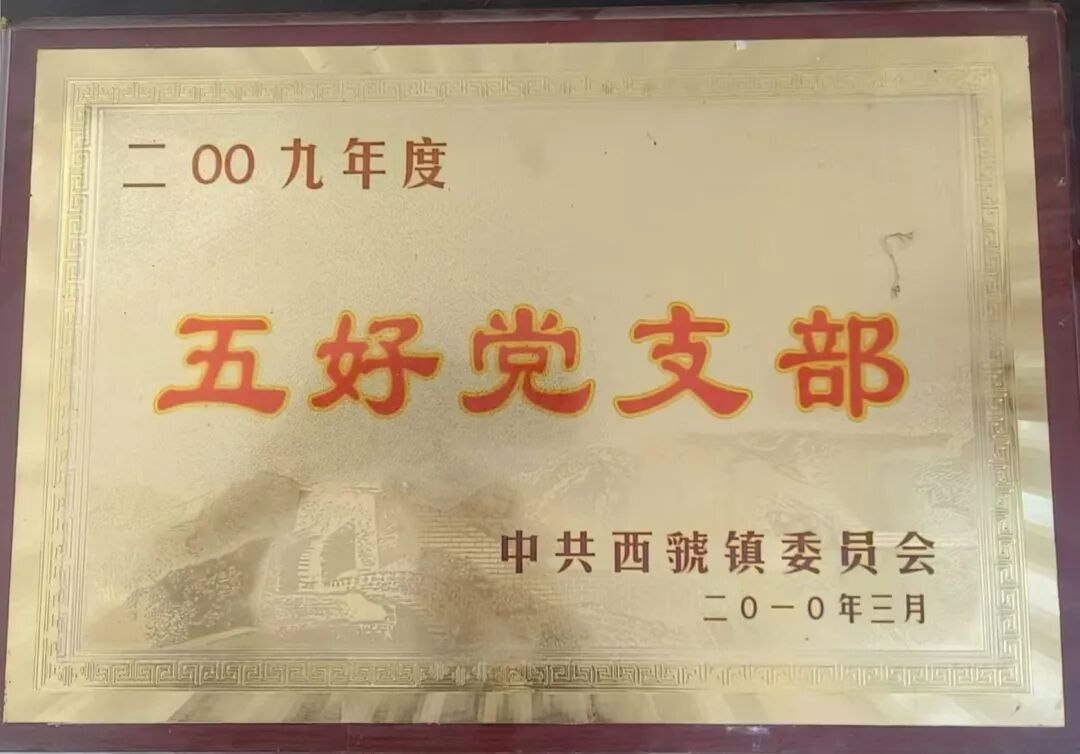 二00九年度
五好党支部
中共西虢镇委员会
二0一0年三月